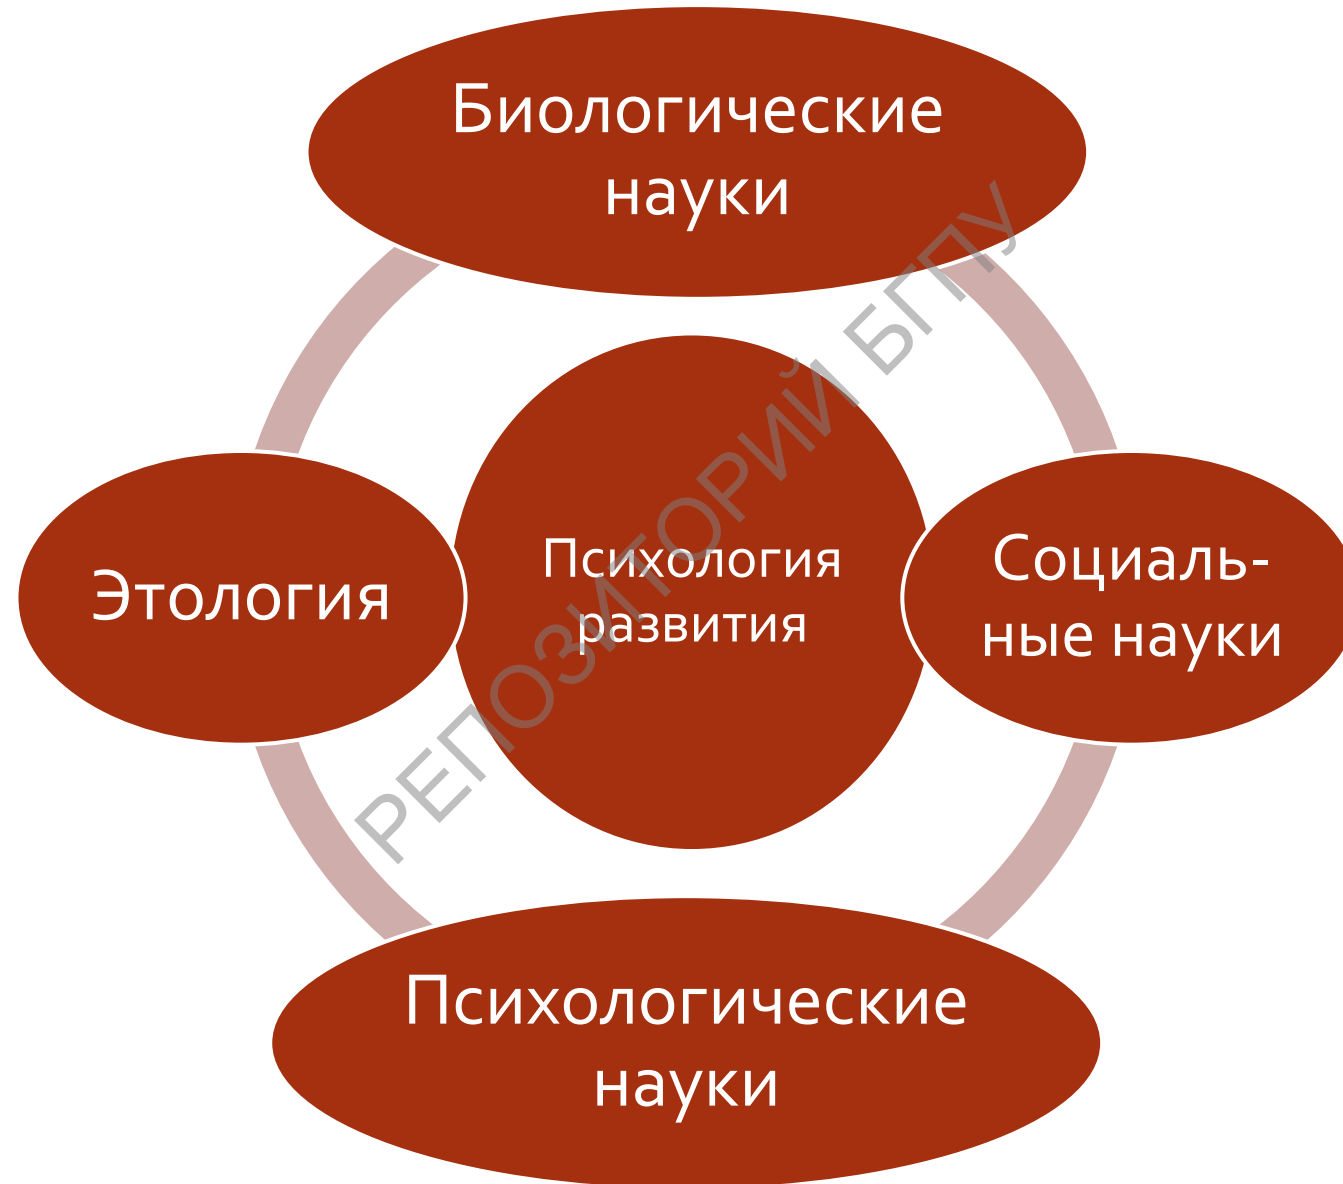 Биологические
науки
Этология
Психология
развития
Социаль-
ные науки
Психологические
науки
РЕПОЗИТОРИЙ БГПУ